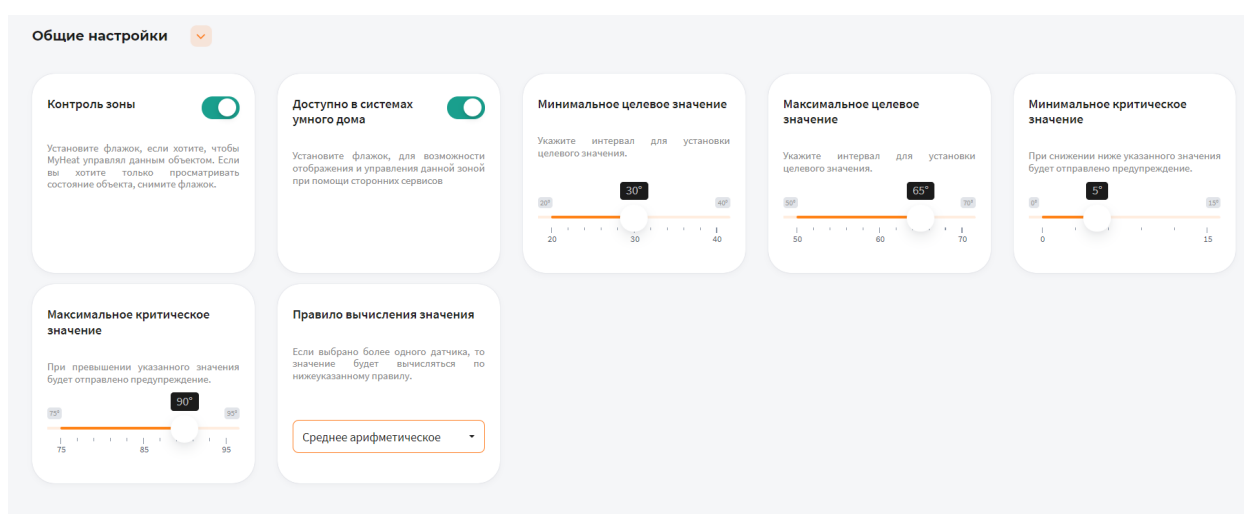 Общие настройки
Контроль зоны
Установите флажок, если хотите, чтобы
MyHeat управлял данным объектом. Если
вы хотите только просматривать
состояние объекта, снимите флажок.
Доступно в системах
умного дома
Установите флажок, для возможности
отображения и управления данной зоной
при помощи сторонних сервисов
Минимальное целевое значение
Укажите интервал для установки
целевого значения.
30°
20° 40°
20 30 40
Максимальное целевое
значение
Укажите интервал для установки
целевого значения.
65°
50° 70°
50 60 70
Минимальное критическое
значение
При снижении ниже указанного значения
будет отправлено предупреждение.
5°
0° 15°
0 15
Максимальное критическое
значение
При превышении указанного значения
будет отправлено предупреждение.
90°
75° 95°
75 85 95
Правило вычисления значения
Если выбрано более одного датчика, то
значение будет вычисляться по
нижеуказанному правилу.
Среднее арифметическое